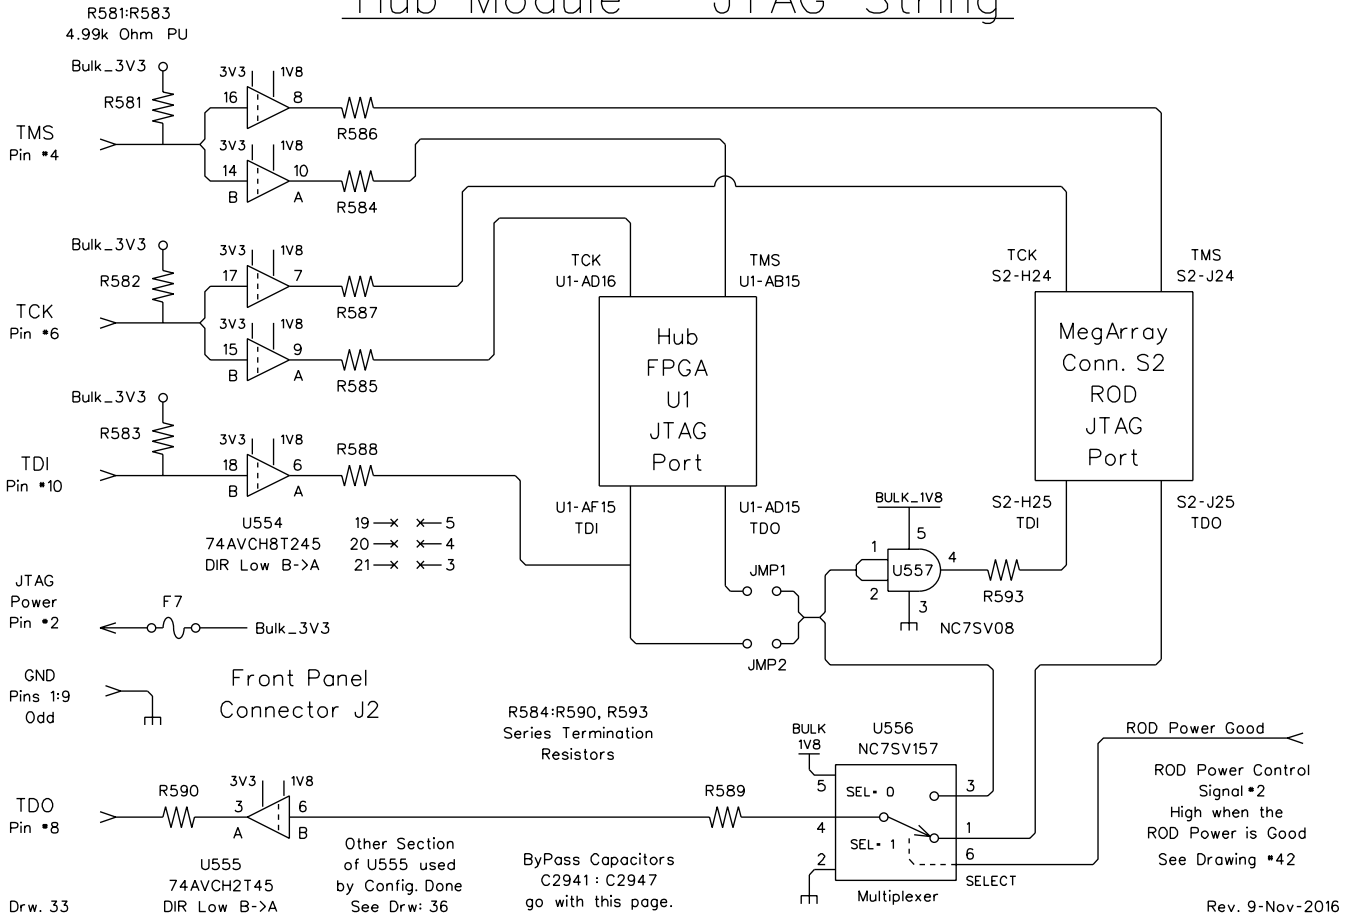 Hub Module JTAG String
R581:R583
4.99k Ohm PU
Bulk_3V3
R581
3V3 1V8
16 8
R586
TMS
Pin *4
3V3 1V8
14 10
B A
R584
Bulk_3V3
R582
3V3 1V8
17 7
R587
TCK
Pin *6
3V3 1V8
15 9
B A
R585
Bulk_3V3
R583
3V3 1V8
18 6
B A
R588
TDI
Pin *10
U554
74AVCH8T245
DIR Low B->A
19 5
20 4
21 3
TCK
U1-AD16
TMS
U1-AB15
Hub
FPGA
U1
JTAG
Port
U1-AF15
TDI
U1-AD15
TDO
TCK
S2-H24
TMS
S2-J24
MegArray
Conn. S2
ROD
JTAG
Port
S2-H25
TDI
S2-J25
TDO
BULK_1V8
5
1
2
U557
4
3
R593
NC7SV08
JMP1
JMP2
JTAG
Power
Pin *2
F7
Bulk_3V3
GND
Pins 1:9
Odd
Front Panel
Connector J2
R584:R590, R593
Series Termination
Resistors
BULK
1V8
U556
NC7SV157
5
SEL= 0
3
4
SEL= 1
1
2
6
SELECT
Multiplexer
ROD Power Good
ROD Power Control
Signal *2
High when the
ROD Power is Good
See Drawing *42
TDO
Pin *8
R590
3V3 1V8
3 6
A B
R589
U555
74AVCH2T45
DIR Low B->A
Other Section
of U555 used
by Config. Done
See Drw: 36
ByPass Capacitors
C2941 : C2947
go with this page.
Drw. 33
Rev. 9-Nov-2016